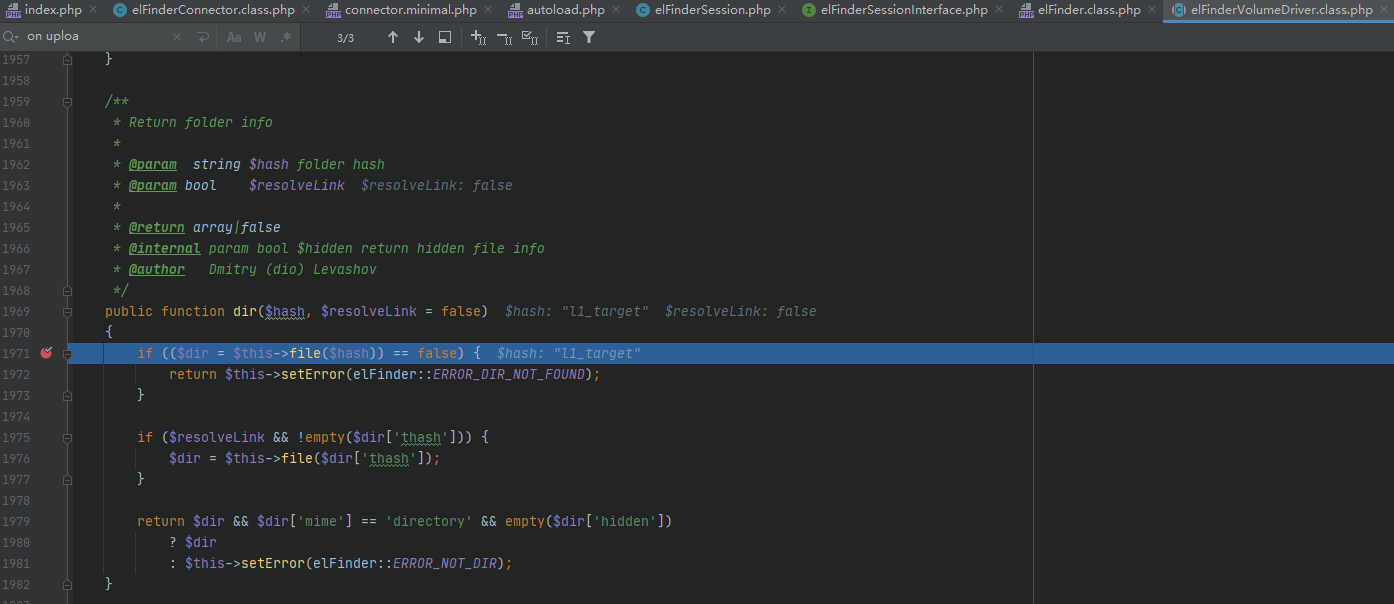 index.php elFinderConnector.class.php connector.minimal.php autoload.php elFinderSession.php elFinderSessionInterface.php elFinder.class.php elFinderVolumeDriver.class.php
on uploa Aa W .* 3/3
1957 }
1958
1959 /**
1960 * Return folder info
1961 *
1962 * @param string $hash folder hash
1963 * @param bool $resolveLink $resolveLink: false
1964 *
1965 * @return array|false
1966 * @internal param bool $hidden return hidden file info
1967 * @author Dmitry (dio) Levashov
1968 */
1969 public function dir($hash, $resolveLink = false) $hash: "l1_target" $resolveLink: false
1970 {
1971 if (($dir = $this->file($hash)) == false) { $hash: "l1_target"
1972 return $this->setError(elFinder::ERROR_DIR_NOT_FOUND);
1973 }
1974
1975 if ($resolveLink && !empty($dir['thash'])) {
1976 $dir = $this->file($dir['thash']);
1977 }
1978
1979 return $dir && $dir['mime'] == 'directory' && empty($dir['hidden'])
1980 ? $dir
1981 : $this->setError(elFinder::ERROR_NOT_DIR);
1982 }